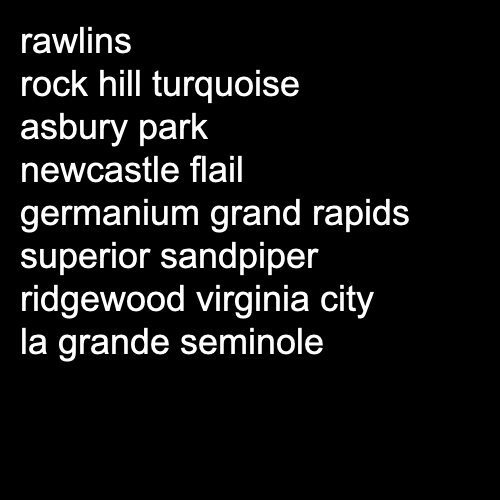 rawlins
rock hill turquoise
asbury park
newcastle flail
germanium grand rapids
superior sandpiper
ridgewood virginia city
la grande seminole